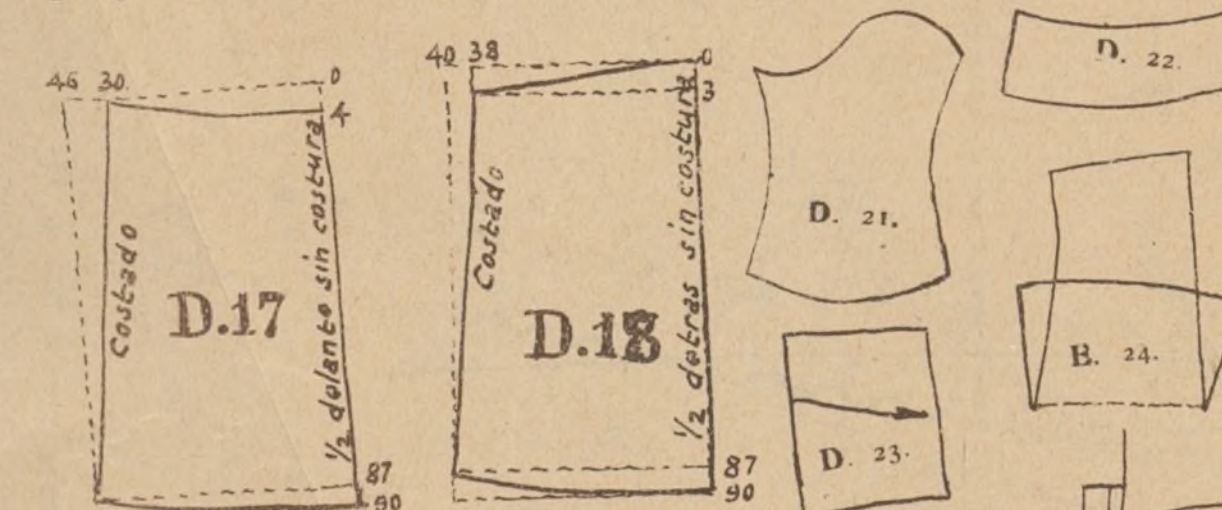 46 30 0
4
Costado
D.17
½ delanto sin costura
87
90
40 38 0
3
Costado
D.18
½ detras sin costura
87
90
D. 21.
D. 22.
D. 23.
E. 24.